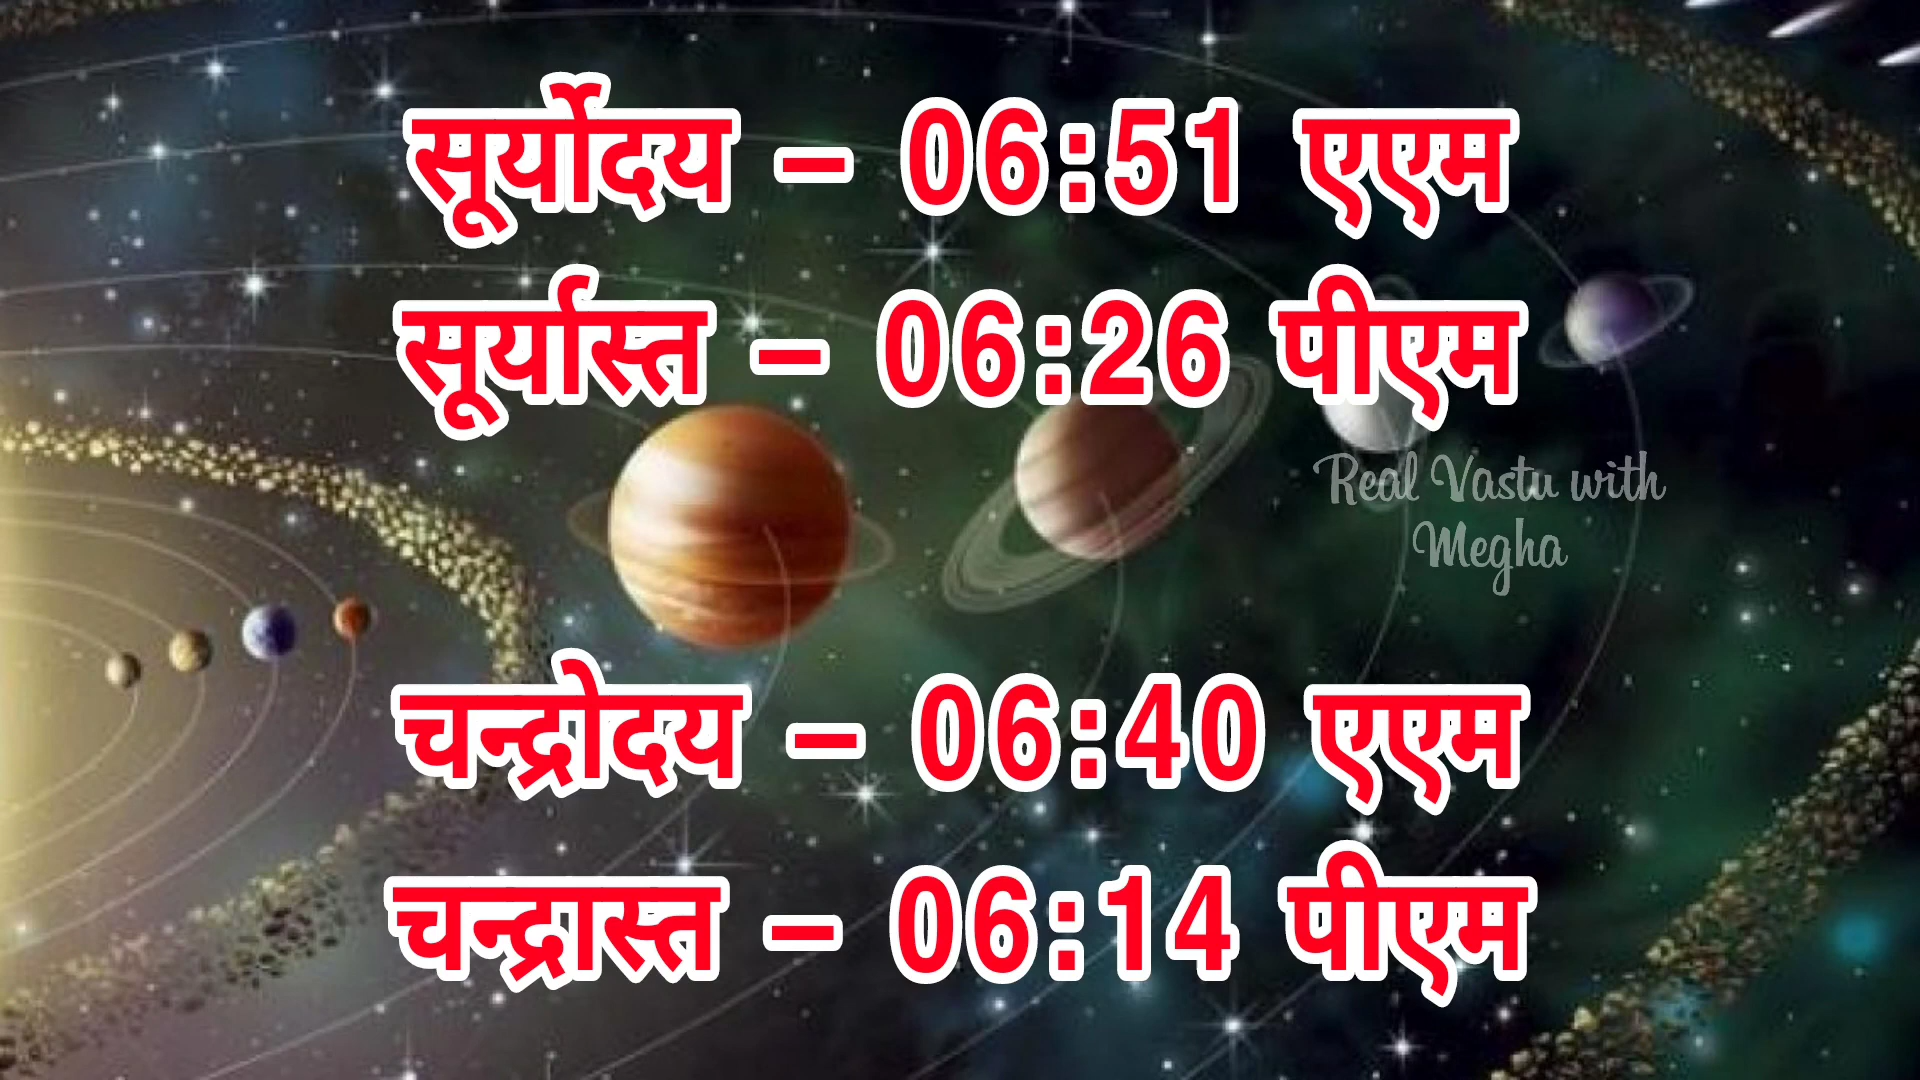 सूर्योदय – 06:51 एएम
सूर्यास्त – 06:26 पीएम
Real Vastu with
Megha
चन्द्रोदय – 06:40 एएम
चन्द्रास्त – 06:14 पीएम